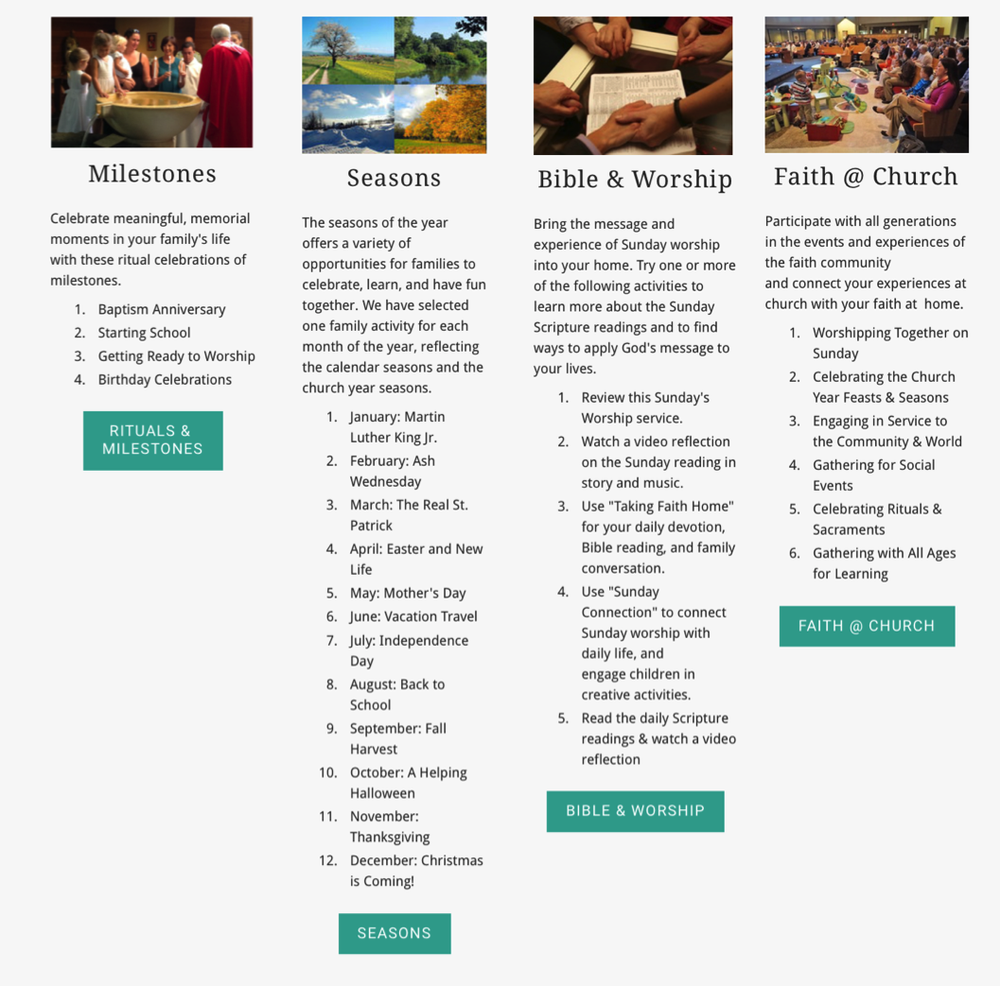 Milestones
Celebrate meaningful, memorial
moments in your family's life
with these ritual celebrations of
milestones.
1. Baptism Anniversary
2. Starting School
3. Getting Ready to Worship
4. Birthday Celebrations
RITUALS &
MILESTONES
Seasons
The seasons of the year
offers a variety of
opportunities for families to
celebrate, learn, and have fun
together. We have selected
one family activity for each
month of the year, reflecting
the calendar seasons and the
church year seasons.
1. January: Martin
Luther King Jr.
2. February: Ash
Wednesday
3. March: The Real St.
Patrick
4. April: Easter and New
Life
5. May: Mother's Day
6. June: Vacation Travel
7. July: Independence
Day
8. August: Back to
School
9. September: Fall
Harvest
10. October: A Helping
Halloween
11. November:
Thanksgiving
12. December: Christmas
is Coming!
SEASONS
Bible & Worship
Bring the message and
experience of Sunday worship
into your home. Try one or more
of the following activities to
learn more about the Sunday
Scripture readings and to find
ways to apply God's message to
your lives.
1. Review this Sunday's
Worship service.
2. Watch a video reflection
on the Sunday reading in
story and music.
3. Use "Taking Faith Home"
for your daily devotion,
Bible reading, and family
conversation.
4. Use "Sunday
Connection" to connect
Sunday worship with
daily life, and
engage children in
creative activities.
5. Read the daily Scripture
readings & watch a video
reflection
BIBLE & WORSHIP
Faith @ Church
Participate with all generations
in the events and experiences of
the faith community
and connect your experiences at
church with your faith at  home.
1. Worshipping Together on
Sunday
2. Celebrating the Church
Year Feasts & Seasons
3. Engaging in Service to
the Community & World
4. Gathering for Social
Events
5. Celebrating Rituals &
Sacraments
6. Gathering with All Ages
for Learning
FAITH @ CHURCH